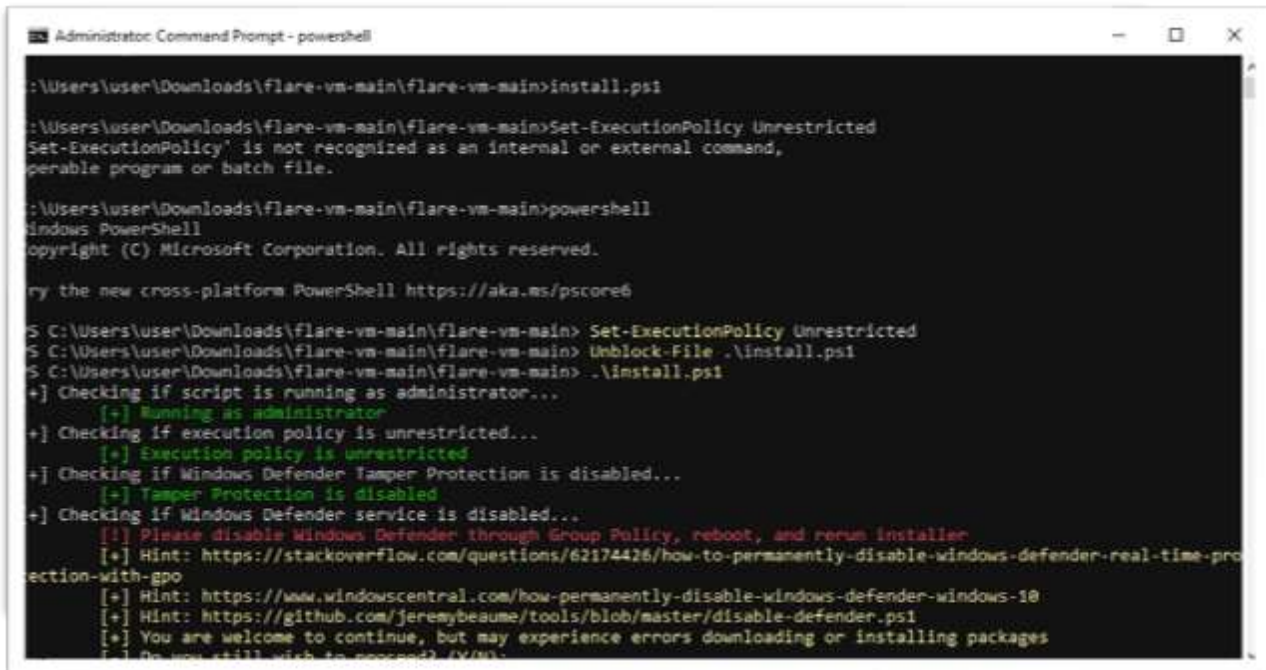 Administrator: Command Prompt - powershell
:\Users\user\Downloads\flare-vm-main\flare-vm-main>install.ps1
:\Users\user\Downloads\flare-vm-main\flare-vm-main>Set-ExecutionPolicy Unrestricted
Set-ExecutionPolicy' is not recognized as an internal or external command,
perable program or batch file.
:\Users\user\Downloads\flare-vm-main\flare-vm-main>powershell
indows PowerShell
opyright (C) Microsoft Corporation. All rights reserved.
ry the new cross-platform PowerShell https://aka.ms/pscore6
S C:\Users\user\Downloads\flare-vm-main\flare-vm-main> Set-ExecutionPolicy Unrestricted
S C:\Users\user\Downloads\flare-vm-main\flare-vm-main> Unblock-File .\install.ps1
S C:\Users\user\Downloads\flare-vm-main\flare-vm-main> .\install.ps1
+] Checking if script is running as administrator...
[+] Running as administrator
+] Checking if execution policy is unrestricted...
[+] Execution policy is unrestricted
+] Checking if Windows Defender Tamper Protection is disabled...
[+] Tamper Protection is disabled
+] Checking if Windows Defender service is disabled...
[!] Please disable Windows Defender through Group Policy, reboot, and rerun installer
[+] Hint: https://stackoverflow.com/questions/62174426/how-to-permanently-disable-windows-defender-real-time-pro
ection-with-gpo
[+] Hint: https://www.windowscentral.com/how-permanently-disable-windows-defender-windows-10
[+] Hint: https://github.com/jeremybeaume/tools/blob/master/disable-defender.ps1
[+] You are welcome to continue, but may experience errors downloading or installing packages
[-] Do you still wish to proceed? (Y/N):